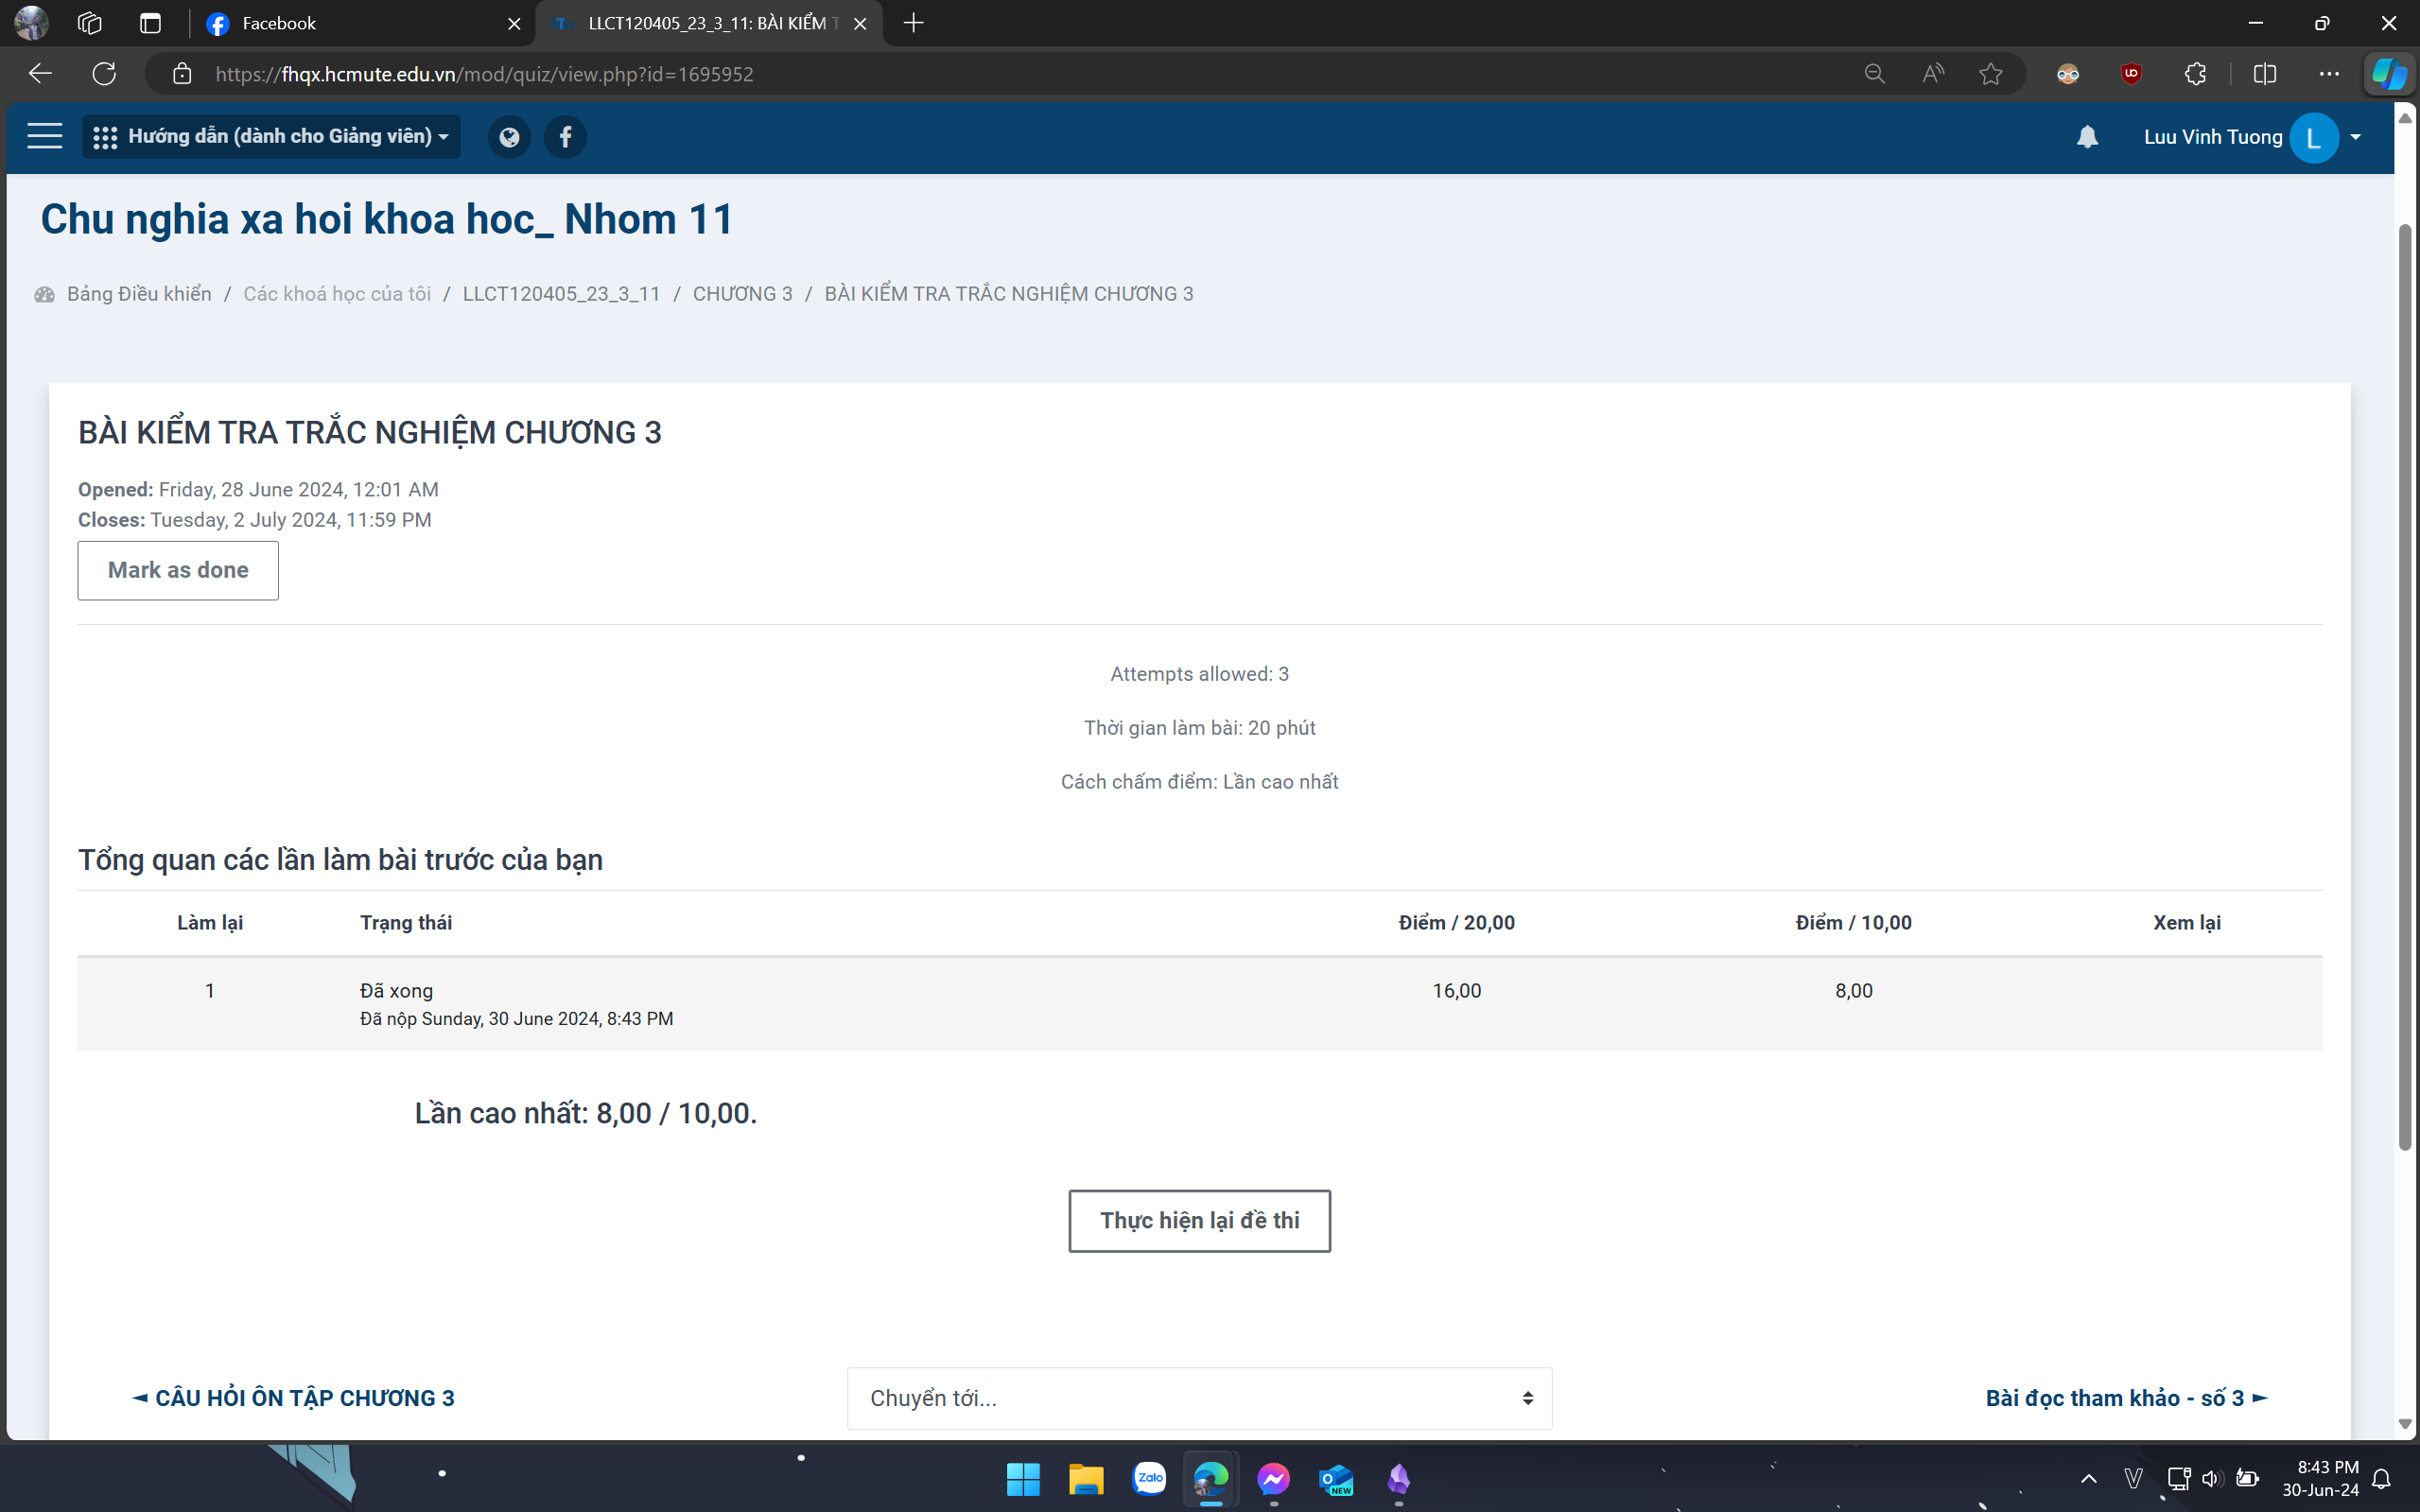 Facebook
LLCT120405_23_3_11: BÀI KIỂM T
https://fhqx.hcmute.edu.vn/mod/quiz/view.php?id=1695952
Hướng dẫn (dành cho Giảng viên)
Luu Vinh Tuong
L
Chu nghia xa hoi khoa hoc_ Nhom 11
Bảng Điều khiển / Các khoá học của tôi / LLCT120405_23_3_11 / CHƯƠNG 3 / BÀI KIỂM TRA TRẮC NGHIỆM CHƯƠNG 3
BÀI KIỂM TRA TRẮC NGHIỆM CHƯƠNG 3
Opened: Friday, 28 June 2024, 12:01 AM
Closes: Tuesday, 2 July 2024, 11:59 PM
Mark as done
Attempts allowed: 3
Thời gian làm bài: 20 phút
Cách chấm điểm: Lần cao nhất
Tổng quan các lần làm bài trước của bạn
Làm lại Trạng thái Điểm / 20,00 Điểm / 10,00 Xem lại
1 Đã xong 16,00 8,00
Đã nộp Sunday, 30 June 2024, 8:43 PM
Lần cao nhất: 8,00 / 10,00.
Thực hiện lại đề thi
◄ CÂU HỎI ÔN TẬP CHƯƠNG 3
Chuyển tới...
Bài đọc tham khảo - số 3 ►
Zalo
NEW
8:43 PM
30-Jun-24